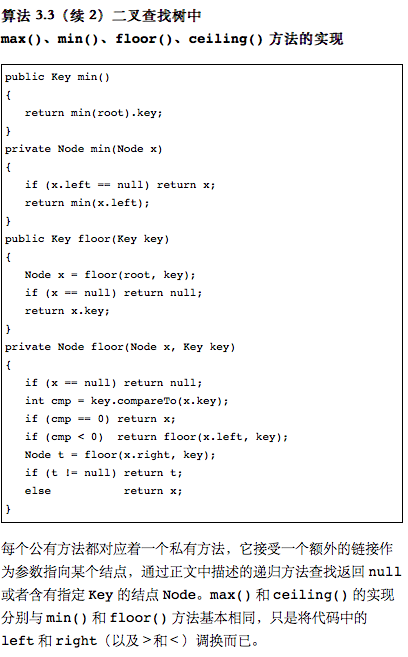 算法 3.3（续 2）二叉查找树中
max()、min()、floor()、ceiling() 方法的实现
public Key min()
{
   return min(root).key;
}
private Node min(Node x)
{
   if (x.left == null) return x;
   return min(x.left);
}
public Key floor(Key key)
{
   Node x = floor(root, key);
   if (x == null) return null;
   return x.key;
}
private Node floor(Node x, Key key)
{
   if (x == null) return null;
   int cmp = key.compareTo(x.key);
   if (cmp == 0) return x;
   if (cmp < 0)  return floor(x.left, key);
   Node t = floor(x.right, key);
   if (t != null) return t;
   else           return x;
}
每个公有方法都对应着一个私有方法，它接受一个额外的链接作
为参数指向某个结点，通过正文中描述的递归方法查找返回 null
或者含有指定 Key 的结点 Node。max() 和 ceiling() 的实现
分别与 min() 和 floor() 方法基本相同，只是将代码中的
left 和 right（以及 > 和 <）调换而已。